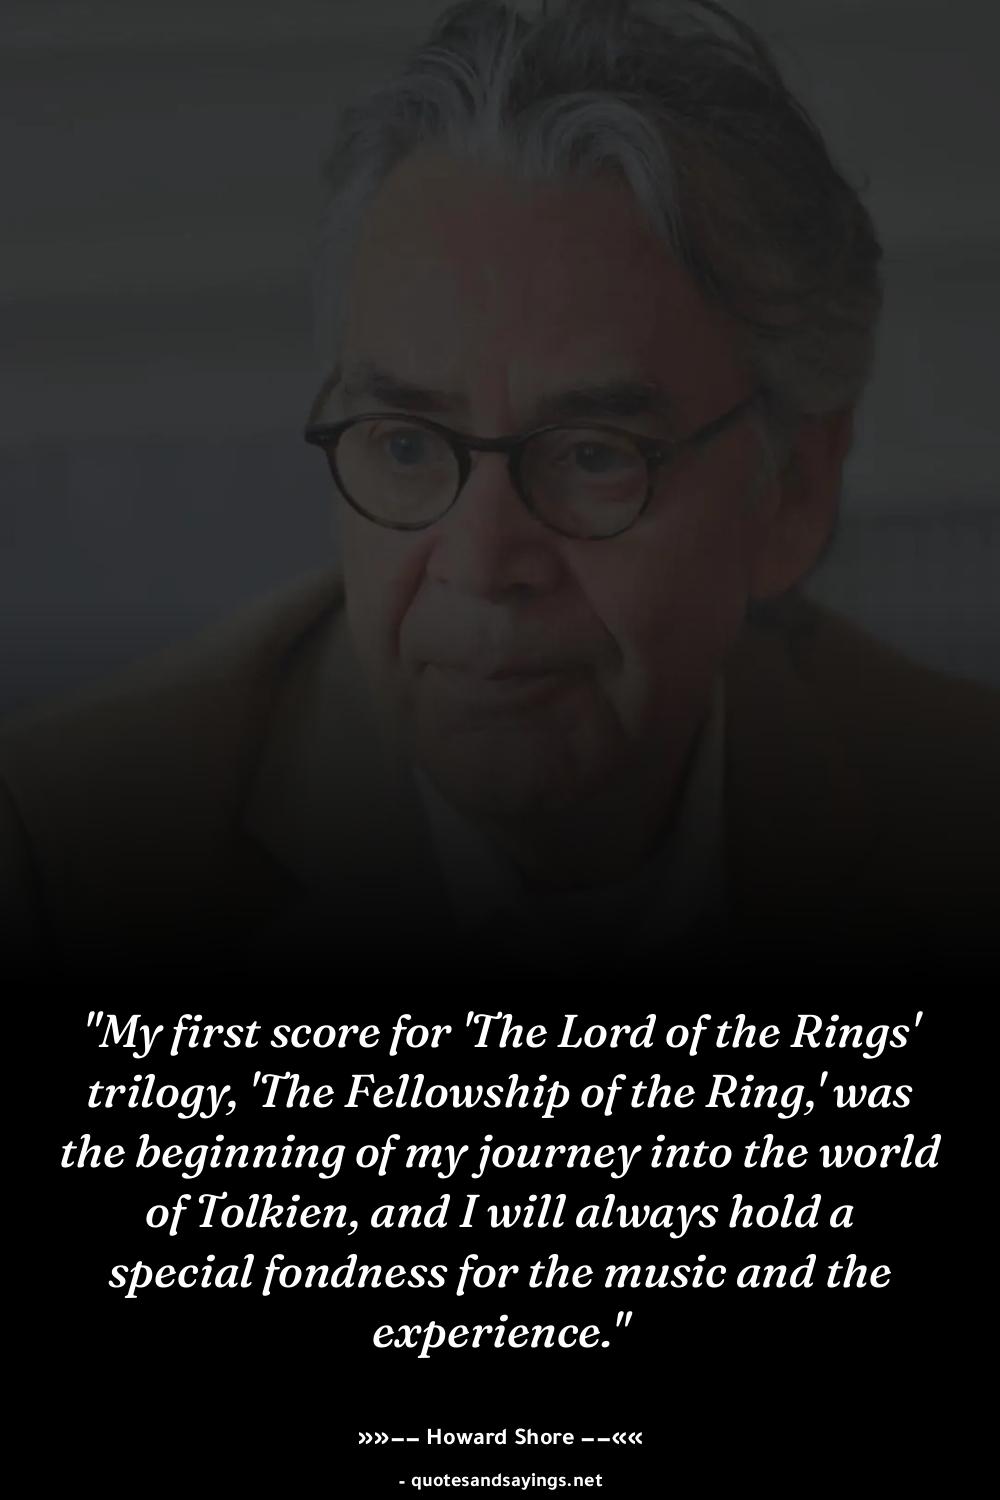 "My first score for 'The Lord of the Rings'
trilogy, 'The Fellowship of the Ring,' was
the beginning of my journey into the world
of Tolkien, and I will always hold a
special fondness for the music and the
experience."
»»−− Howard Shore −−««
- quotesandsayings.net